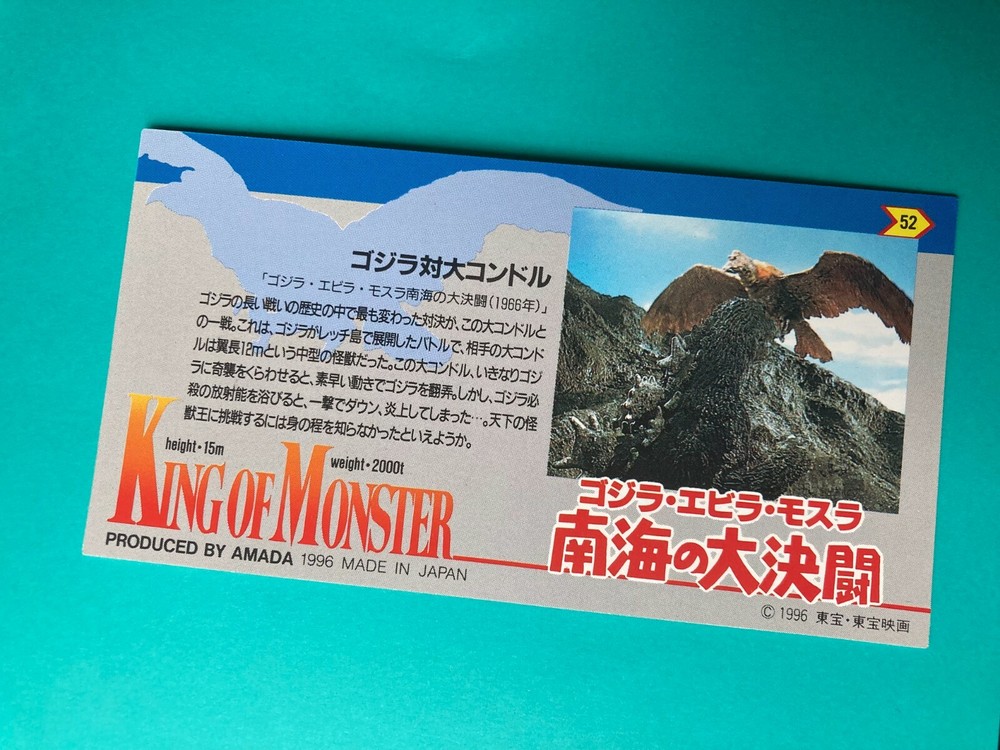 52
ゴジラ対大コンドル
「ゴジラ・エビラ・モスラ南海の大決闘(1966年)」
ゴジラの長い戦いの歴史の中で最も変わった対決が、この大コンドルと
の一戦。これは、ゴジラがレッチ島で展開したバトルで、相手の大コンド
ルは翼長12mという中型の怪獣だった。この大コンドル、いきなりゴジ
ラに奇襲をくらわせると、素早い動きでゴジラを翻弄。しかし、ゴジラ必
殺の放射能を浴びると、一撃でダウン、炎上してしまった…。天下の怪
獣王に挑戦するには身の程を知らなかったといえようか。
height・15m
weight・2000t
KING OF MONSTER
PRODUCED BY AMADA 1996 MADE IN JAPAN
ゴジラ・エビラ・モスラ
南海の大決闘
© 1996 東宝・東宝映画